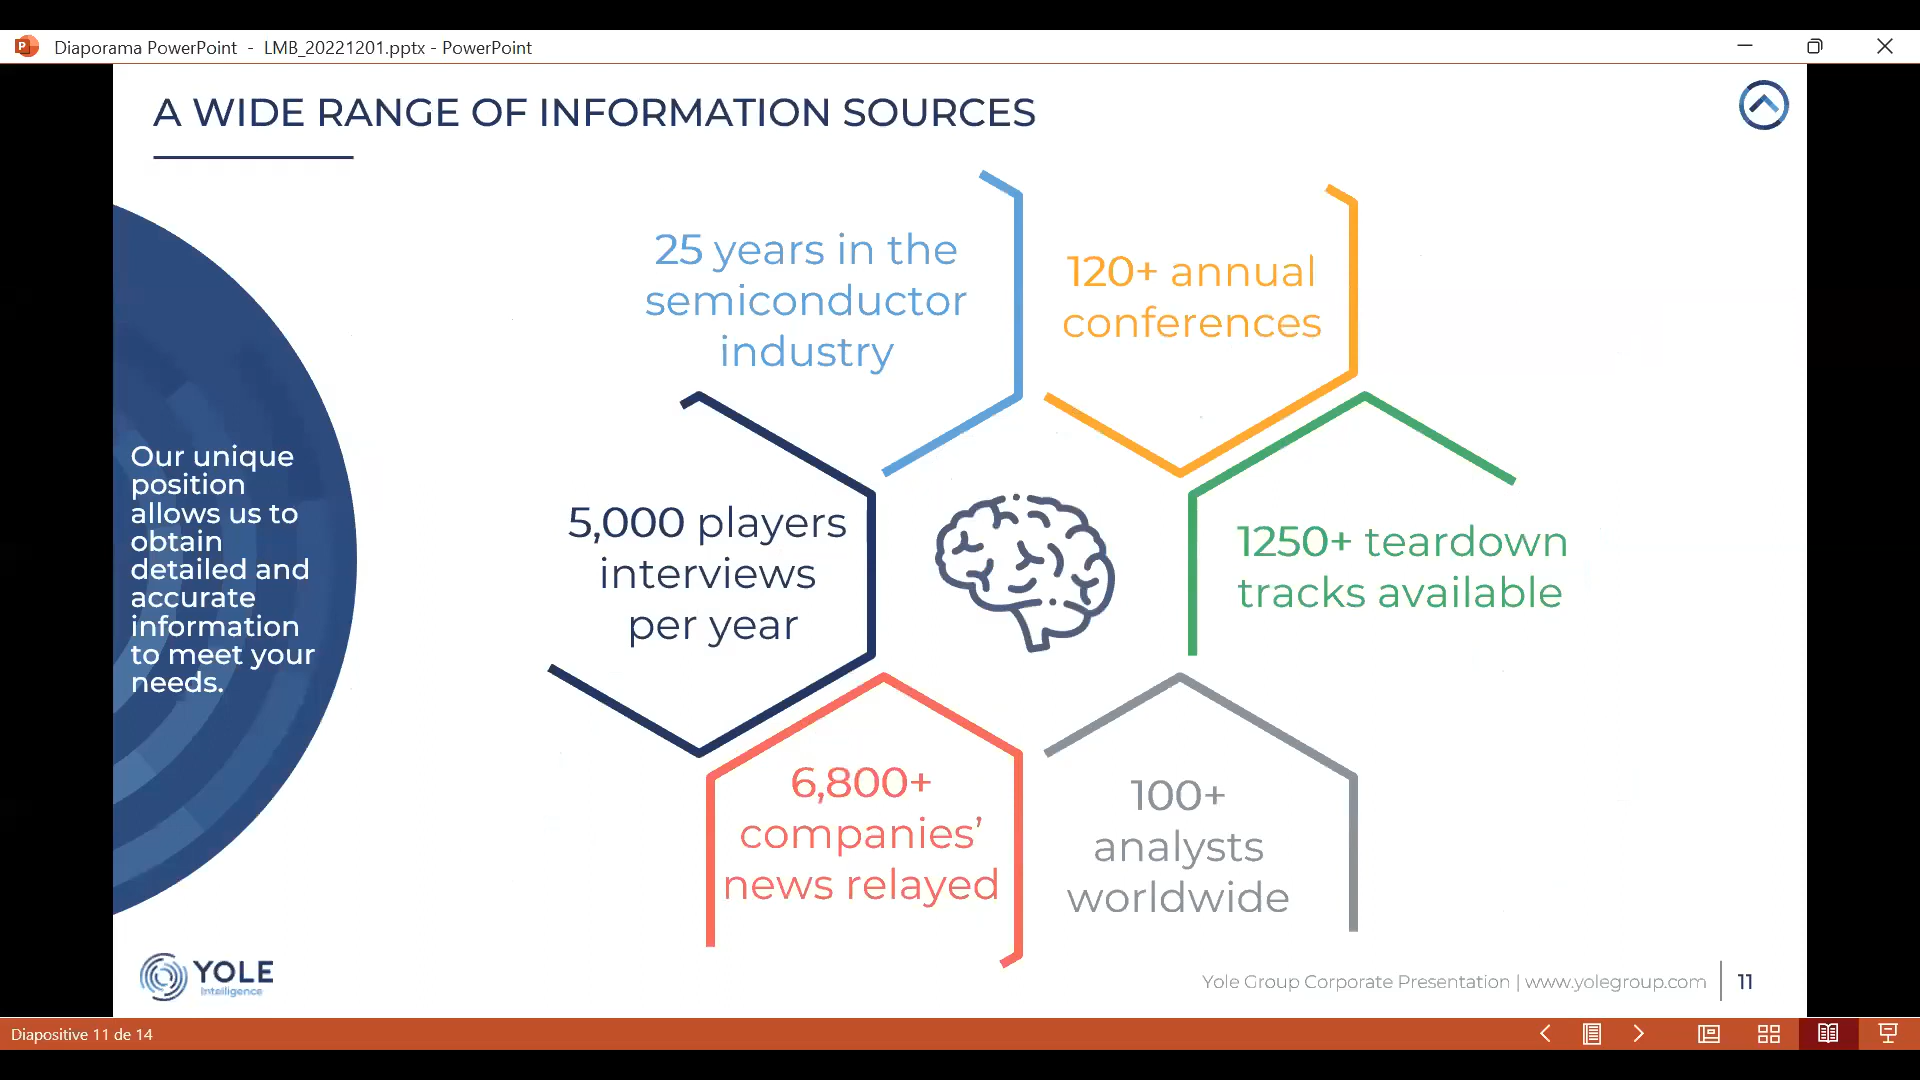 Diaporama PowerPoint - LMB_20221201.pptx - PowerPoint
A WIDE RANGE OF INFORMATION SOURCES
25 years in the
semiconductor
industry
120+ annual
conferences
Our unique
position
allows us to
obtain
detailed and
accurate
information
to meet your
needs.
5,000 players
interviews
per year
1250+ teardown
tracks available
6,800+
companies’
news relayed
100+
analysts
worldwide
YOLE
Intelligence
Yole Group Corporate Presentation | www.yolegroup.com
11
Diapositive 11 de 14